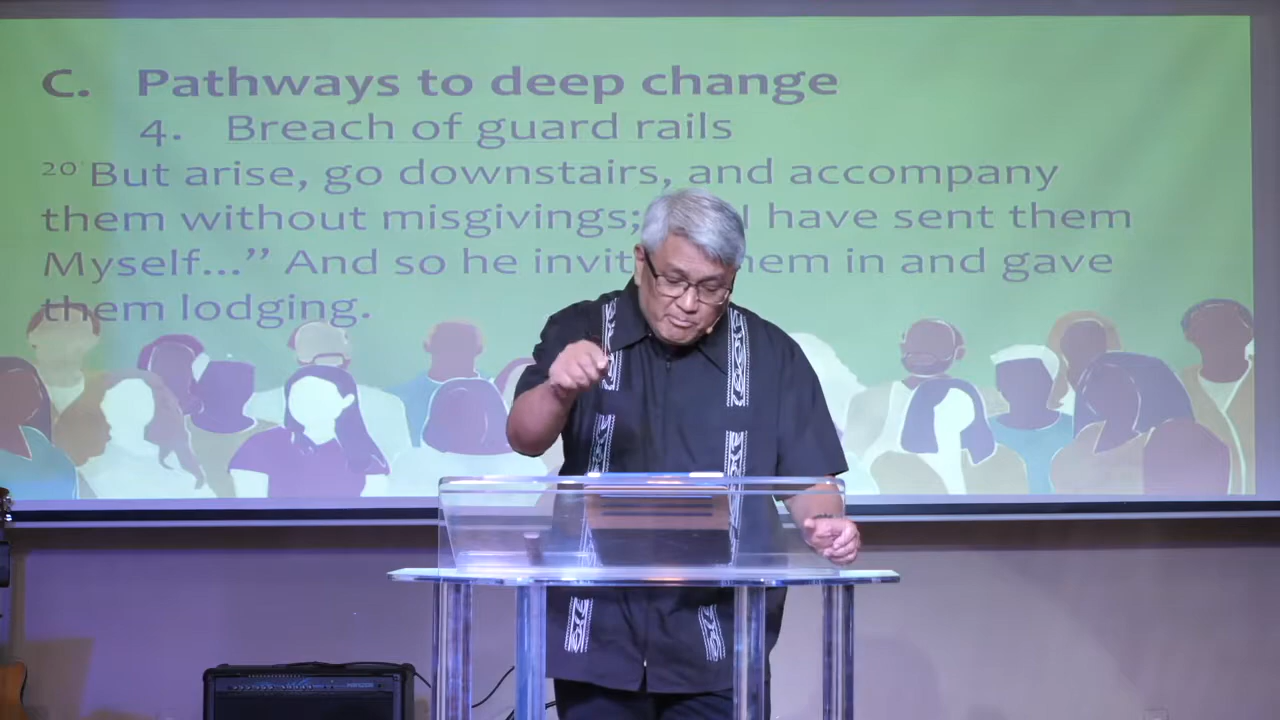 C. Pathways to deep change
4. Breach of guard rails
20 But arise, go downstairs, and accompany
them without misgivings; I have sent them
Myself...” And so he in and gave
them lodging.